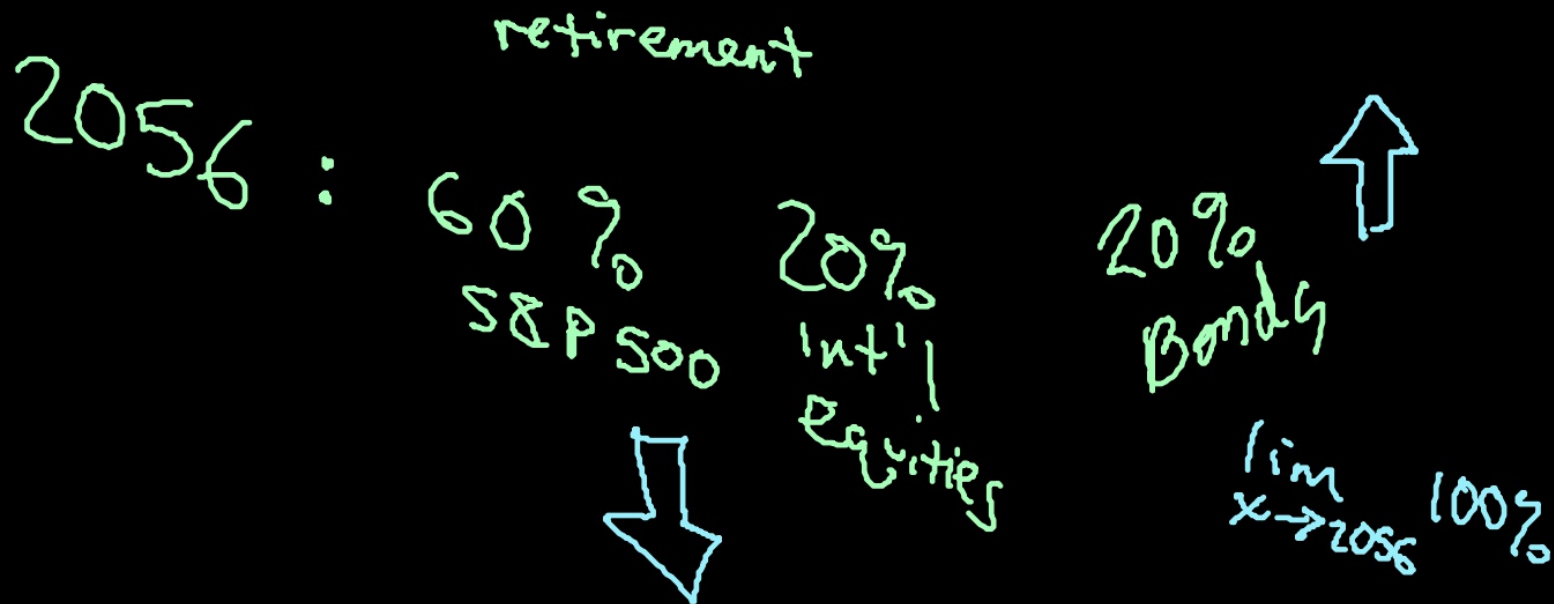 retirement
2056 : 60% 20% 20%
S&P 500 Int'l Bonds
Equities
lim 100%
x→2056